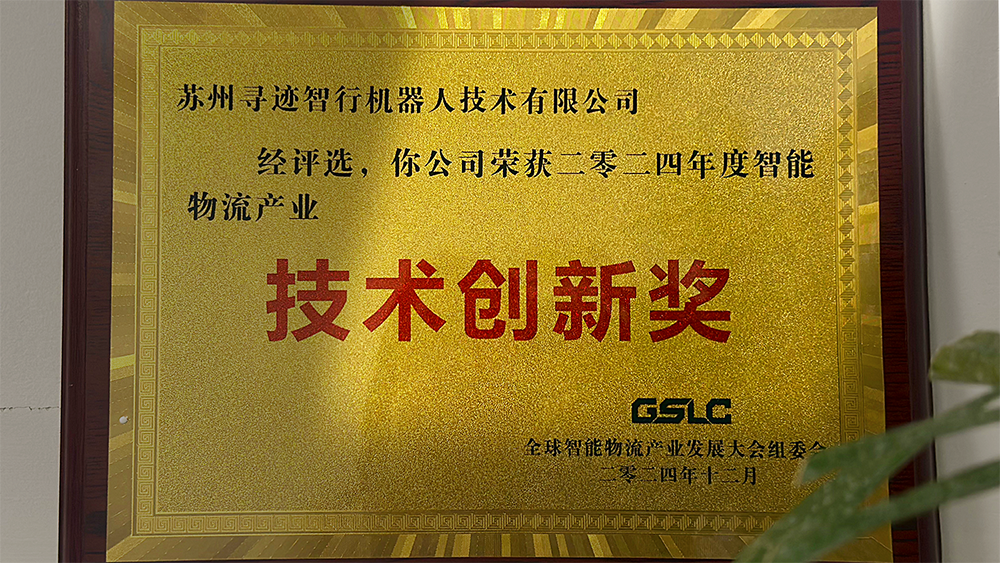 苏州寻迹智行机器人技术有限公司
经评选，你公司荣获二零二四年度智能
物流产业
技术创新奖
GSLC
全球智能物流产业发展大会组委会
二零二四年十二月